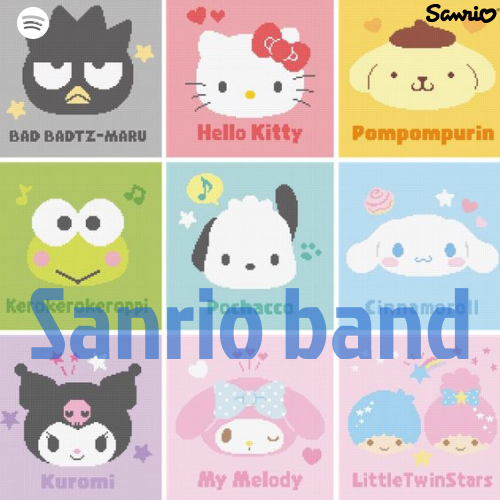 Sanrio
BAD BADTZ-MARU
Hello Kitty
Pompompurin
Kerokerokeroppi
Pochacco
Cinnamoroll
Sanrio band
Kuromi
My Melody
LittleTwinStars